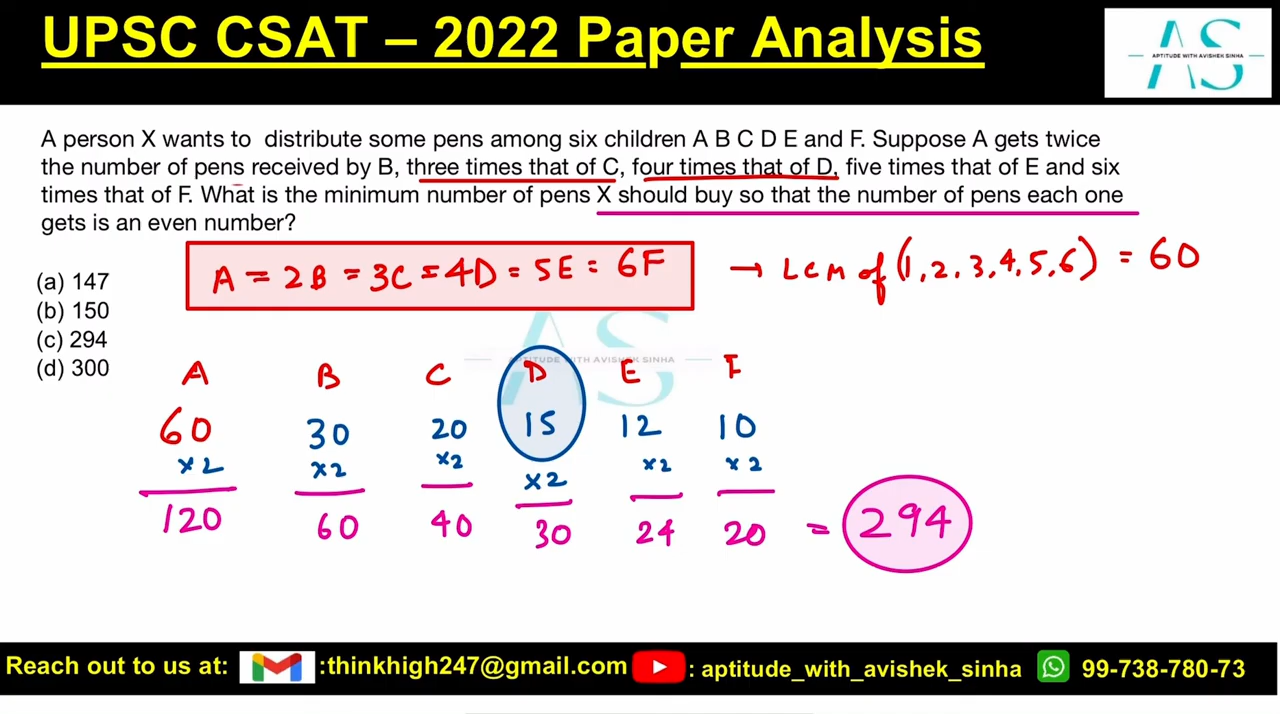 UPSC CSAT – 2022 Paper Analysis
AS
APTITUDE WITH AVISHEK SINHA
A person X wants to distribute some pens among six children A B C D E and F. Suppose A gets twice
the number of pens received by B, three times that of C, four times that of D, five times that of E and six
times that of F. What is the minimum number of pens X should buy so that the number of pens each one
gets is an even number?
A = 2B = 3C = 4D = 5E = 6F → LCM of (1,2,3,4,5,6) = 60
(a) 147
(b) 150
(c) 294
(d) 300
AS
APTITUDE WITH AVISHEK SINHA
A B C D E F
60 30 20 15 12 10
×2 ×2 ×2 ×2 ×2 ×2
120 60 40 30 24 20 = 294
Reach out to us at: :thinkhigh247@gmail.com : aptitude_with_avishek_sinha 99-738-780-73